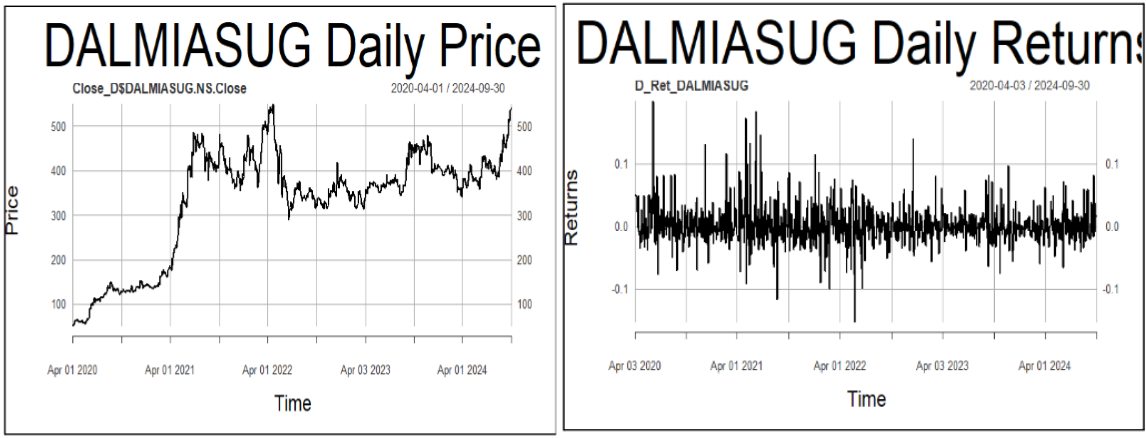 DALMIASUG Daily Price
Close_D$DALMIASUG.NS.Close 2020-04-01 / 2024-09-30
500 500
400 400
300 300
200 200
100 100
Price
Apr 01 2020 Apr 01 2021 Apr 01 2022 Apr 03 2023 Apr 01 2024
Time
DALMIASUG Daily Returns
D_Ret_DALMIASUG 2020-04-03 / 2024-09-30
0.1 0.1
0.0 0.0
-0.1 -0.1
Returns
Apr 03 2020 Apr 01 2021 Apr 01 2022 Apr 03 2023 Apr 01 2024
Time